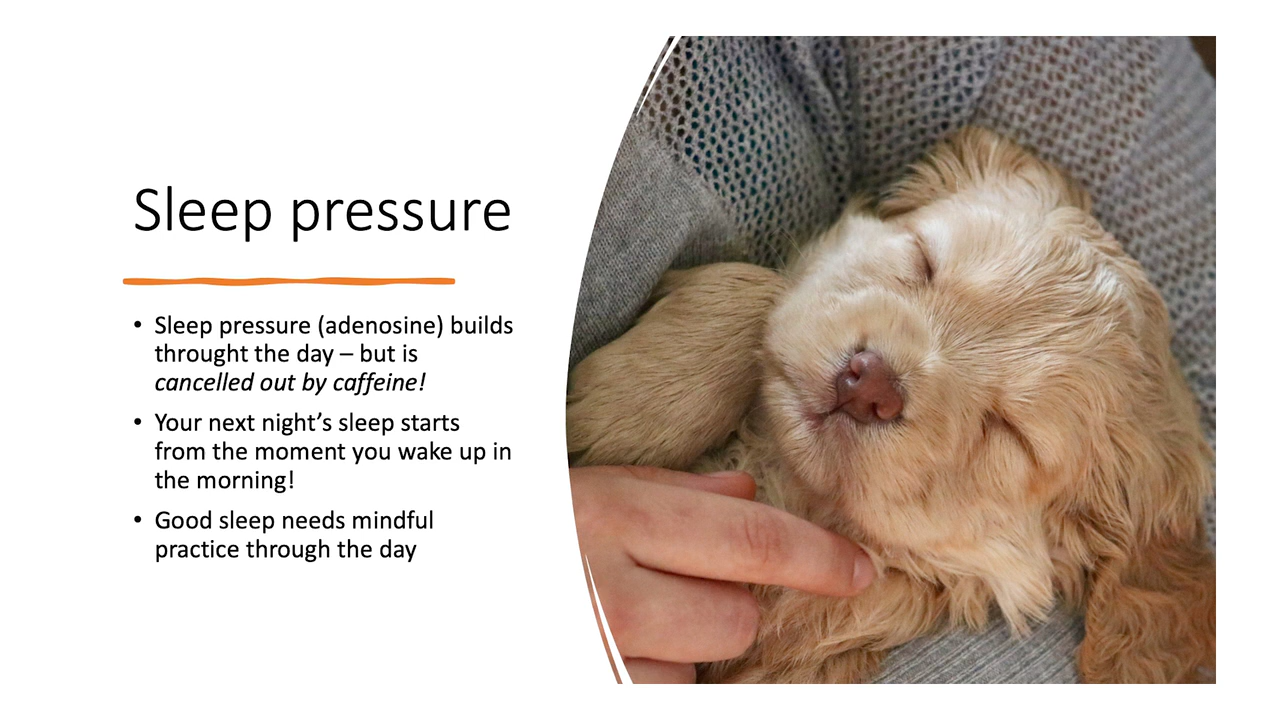 Sleep pressure
• Sleep pressure (adenosine) builds
throught the day – but is
cancelled out by caffeine!
• Your next night’s sleep starts
from the moment you wake up in
the morning!
• Good sleep needs mindful
practice through the day